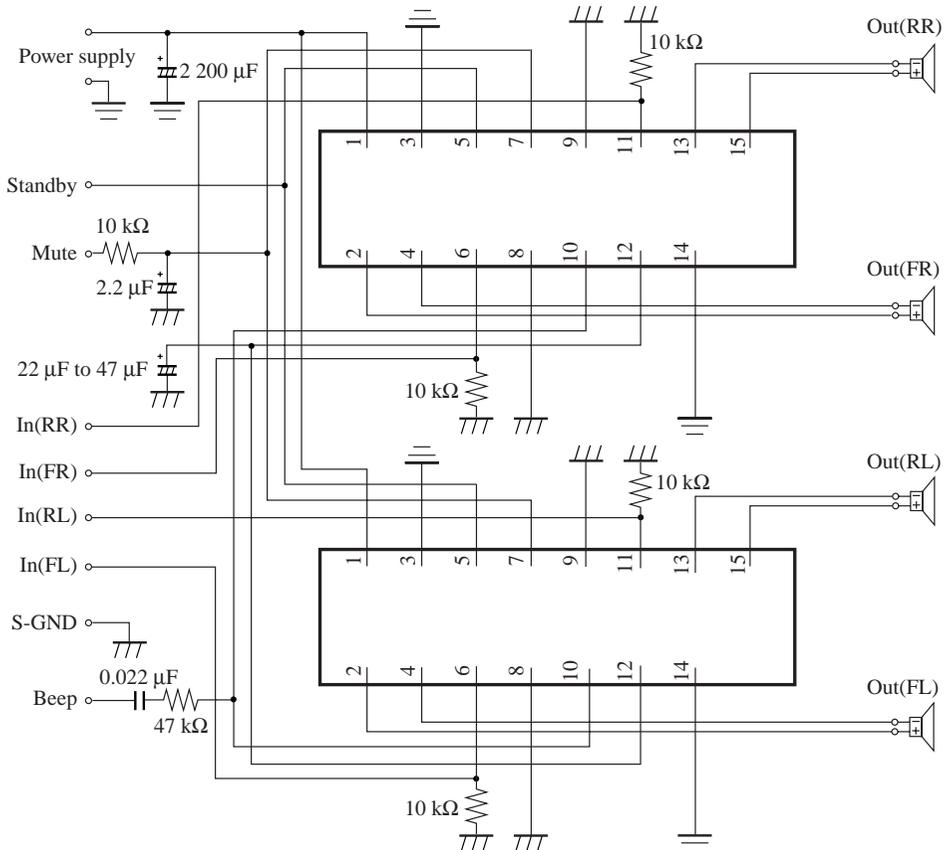 Power supply
2 200 μF
10 kΩ
Out(RR)
1 3 5 7 9 11 13 15
Standby
10 kΩ
Mute
2.2 μF
2 4 6 8 10 12 14
Out(FR)
22 μF to 47 μF
10 kΩ
In(RR)
In(FR)
10 kΩ
Out(RL)
In(RL)
1 3 5 7 9 11 13 15
In(FL)
S-GND
0.022 μF
Beep
47 kΩ
2 4 6 8 10 12 14
Out(FL)
10 kΩ